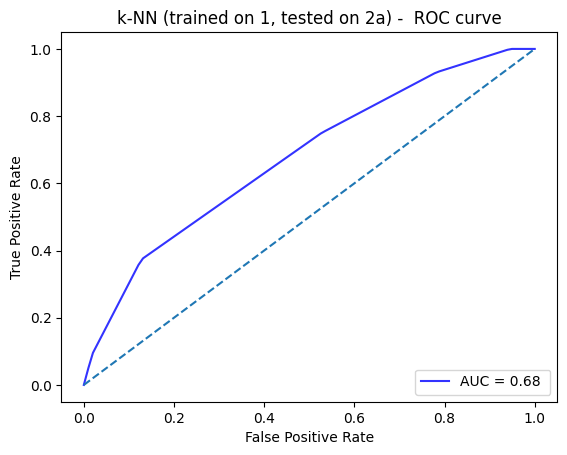 k-NN (trained on 1, tested on 2a) -  ROC curve
1.0
0.8
0.6
0.4
0.2
0.0
True Positive Rate
AUC = 0.68
0.0 0.2 0.4 0.6 0.8 1.0
False Positive Rate